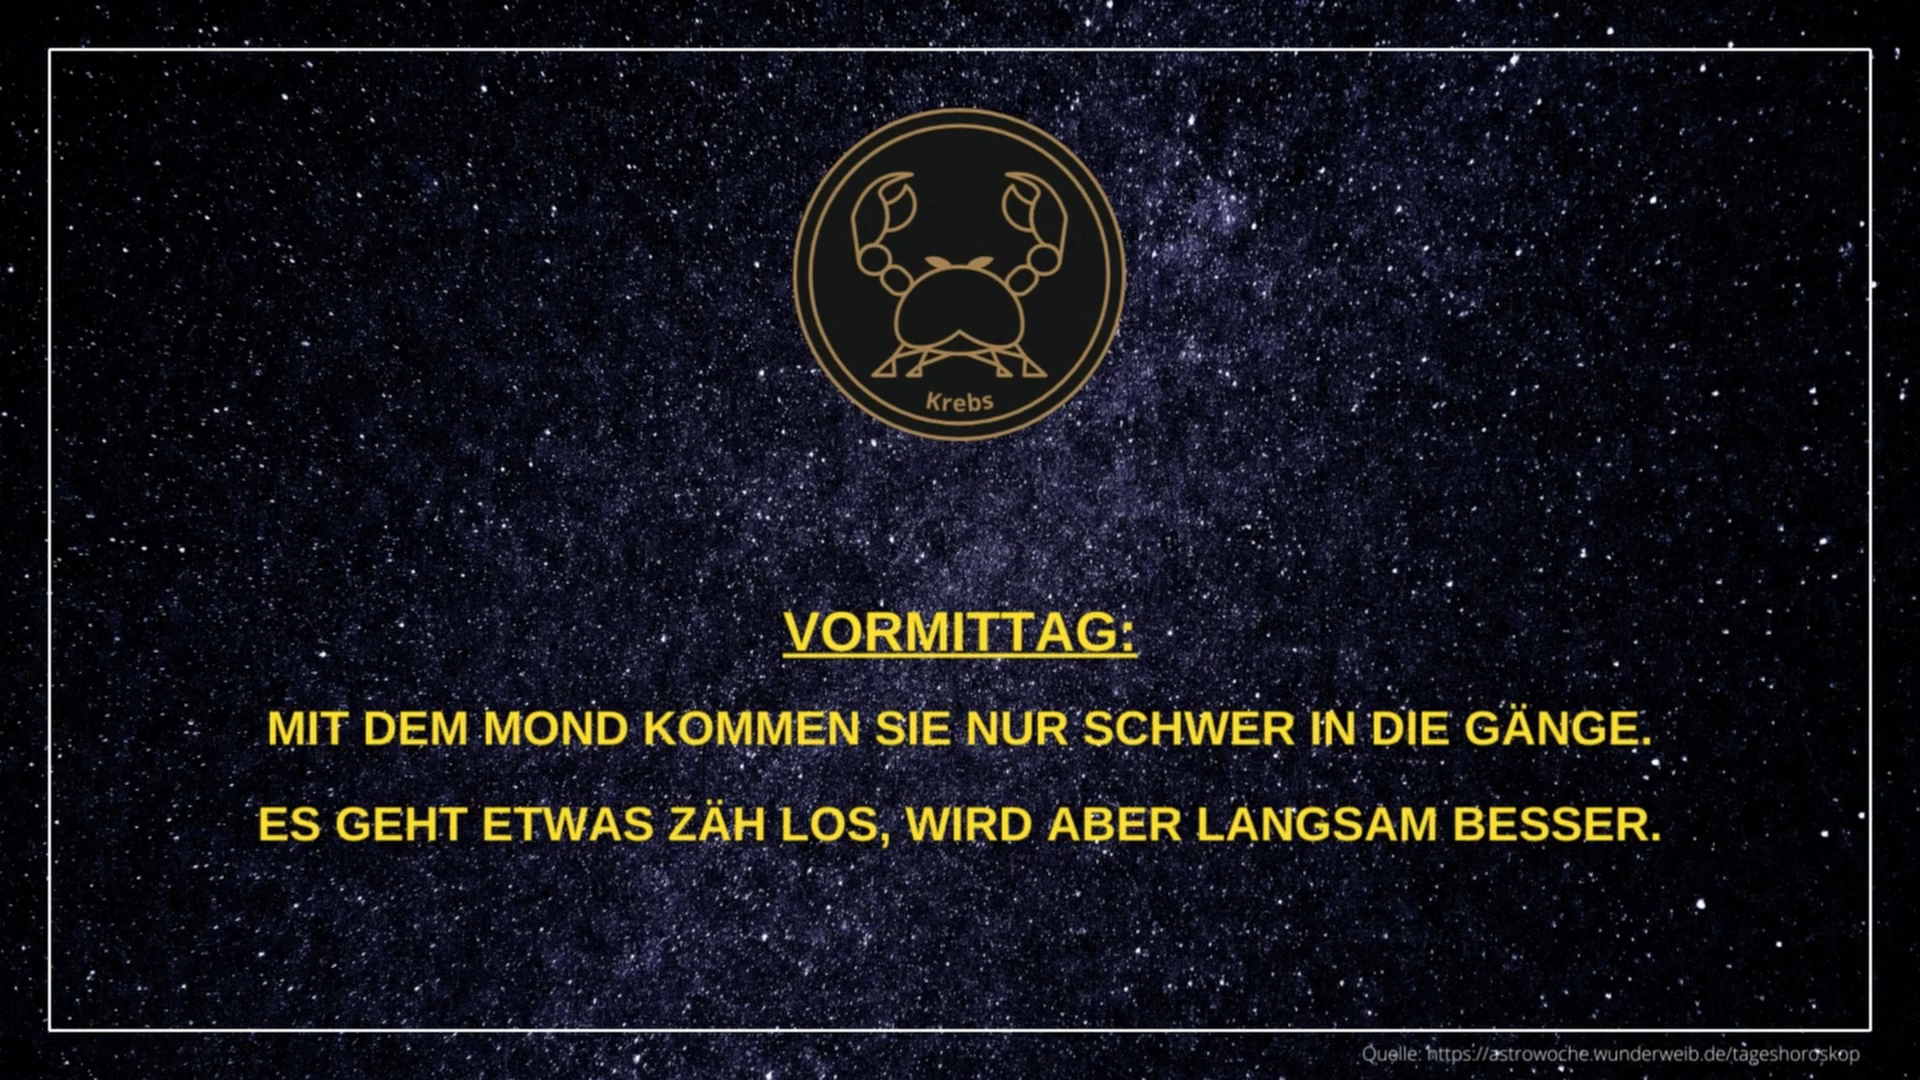 Krebs
VORMITTAG:
MIT DEM MOND KOMMEN SIE NUR SCHWER IN DIE GÄNGE.
ES GEHT ETWAS ZÄH LOS, WIRD ABER LANGSAM BESSER.
Quelle: https://astrowoche.wunderweib.de/tageshoroskop